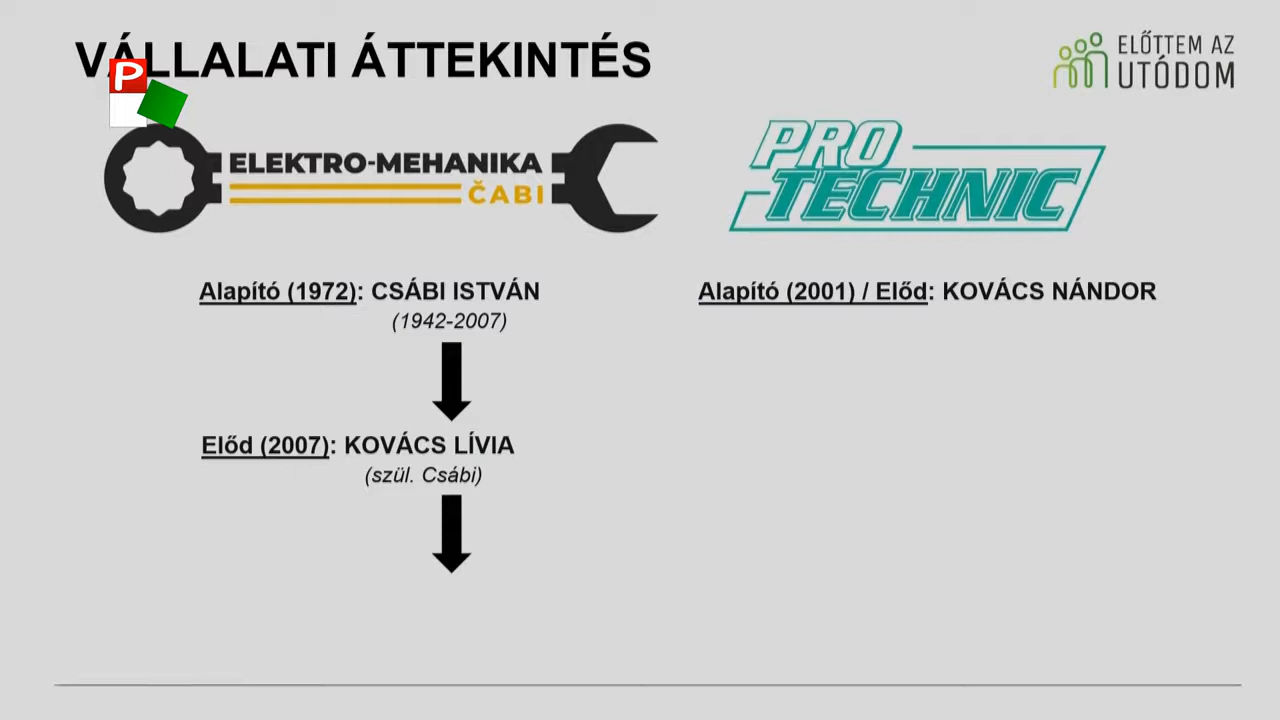 VÁLLALATI ÁTTEKINTÉS
ELŐTTEM AZ
UTÓDOM
P
ELEKTRO-MEHANIKA
ČABI
PRO
TECHNIC
Alapító (1972): CSÁBI ISTVÁN
(1942-2007)
Alapító (2001) / Előd: KOVÁCS NÁNDOR
Előd (2007): KOVÁCS LÍVIA
(szül. Csábi)